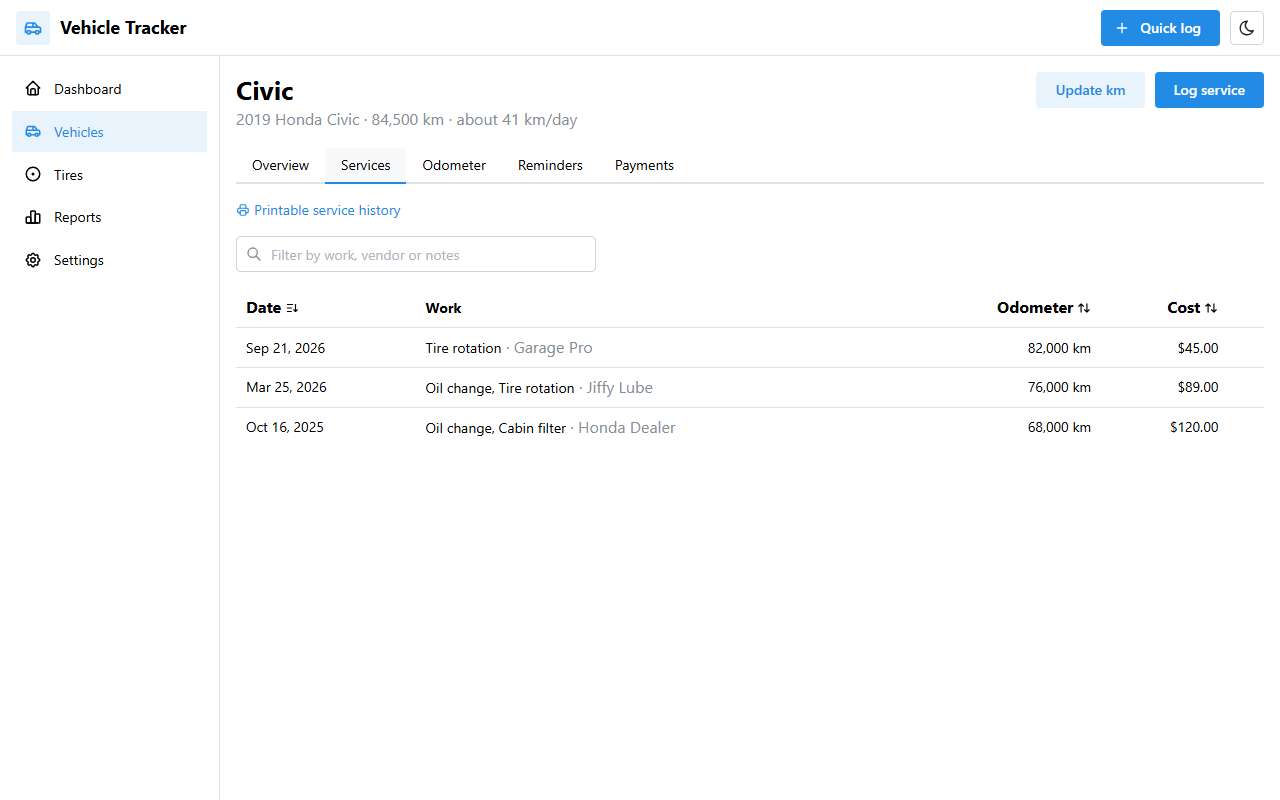 Vehicle Tracker
Quick log
Dashboard
Vehicles
Tires
Reports
Settings
Civic
2019 Honda Civic · 84,500 km · about 41 km/day
Update km
Log service
Overview Services Odometer Reminders Payments
Printable service history
Filter by work, vendor or notes
Date Work Odometer Cost
Sep 21, 2026 Tire rotation · Garage Pro 82,000 km $45.00
Mar 25, 2026 Oil change, Tire rotation · Jiffy Lube 76,000 km $89.00
Oct 16, 2025 Oil change, Cabin filter · Honda Dealer 68,000 km $120.00